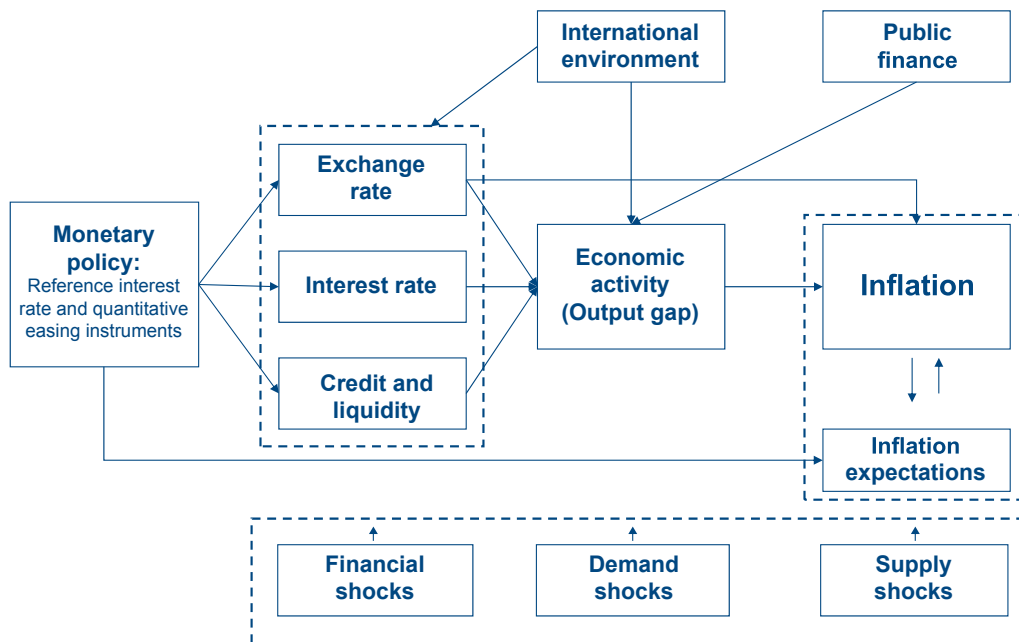 International
environment
Public
finance
Exchange
rate
Monetary
policy:
Reference interest
rate and quantitative
easing instruments
Interest rate
Economic
activity
(Output gap)
Inflation
Credit and
liquidity
Inflation
expectations
Financial
shocks
Demand
shocks
Supply
shocks